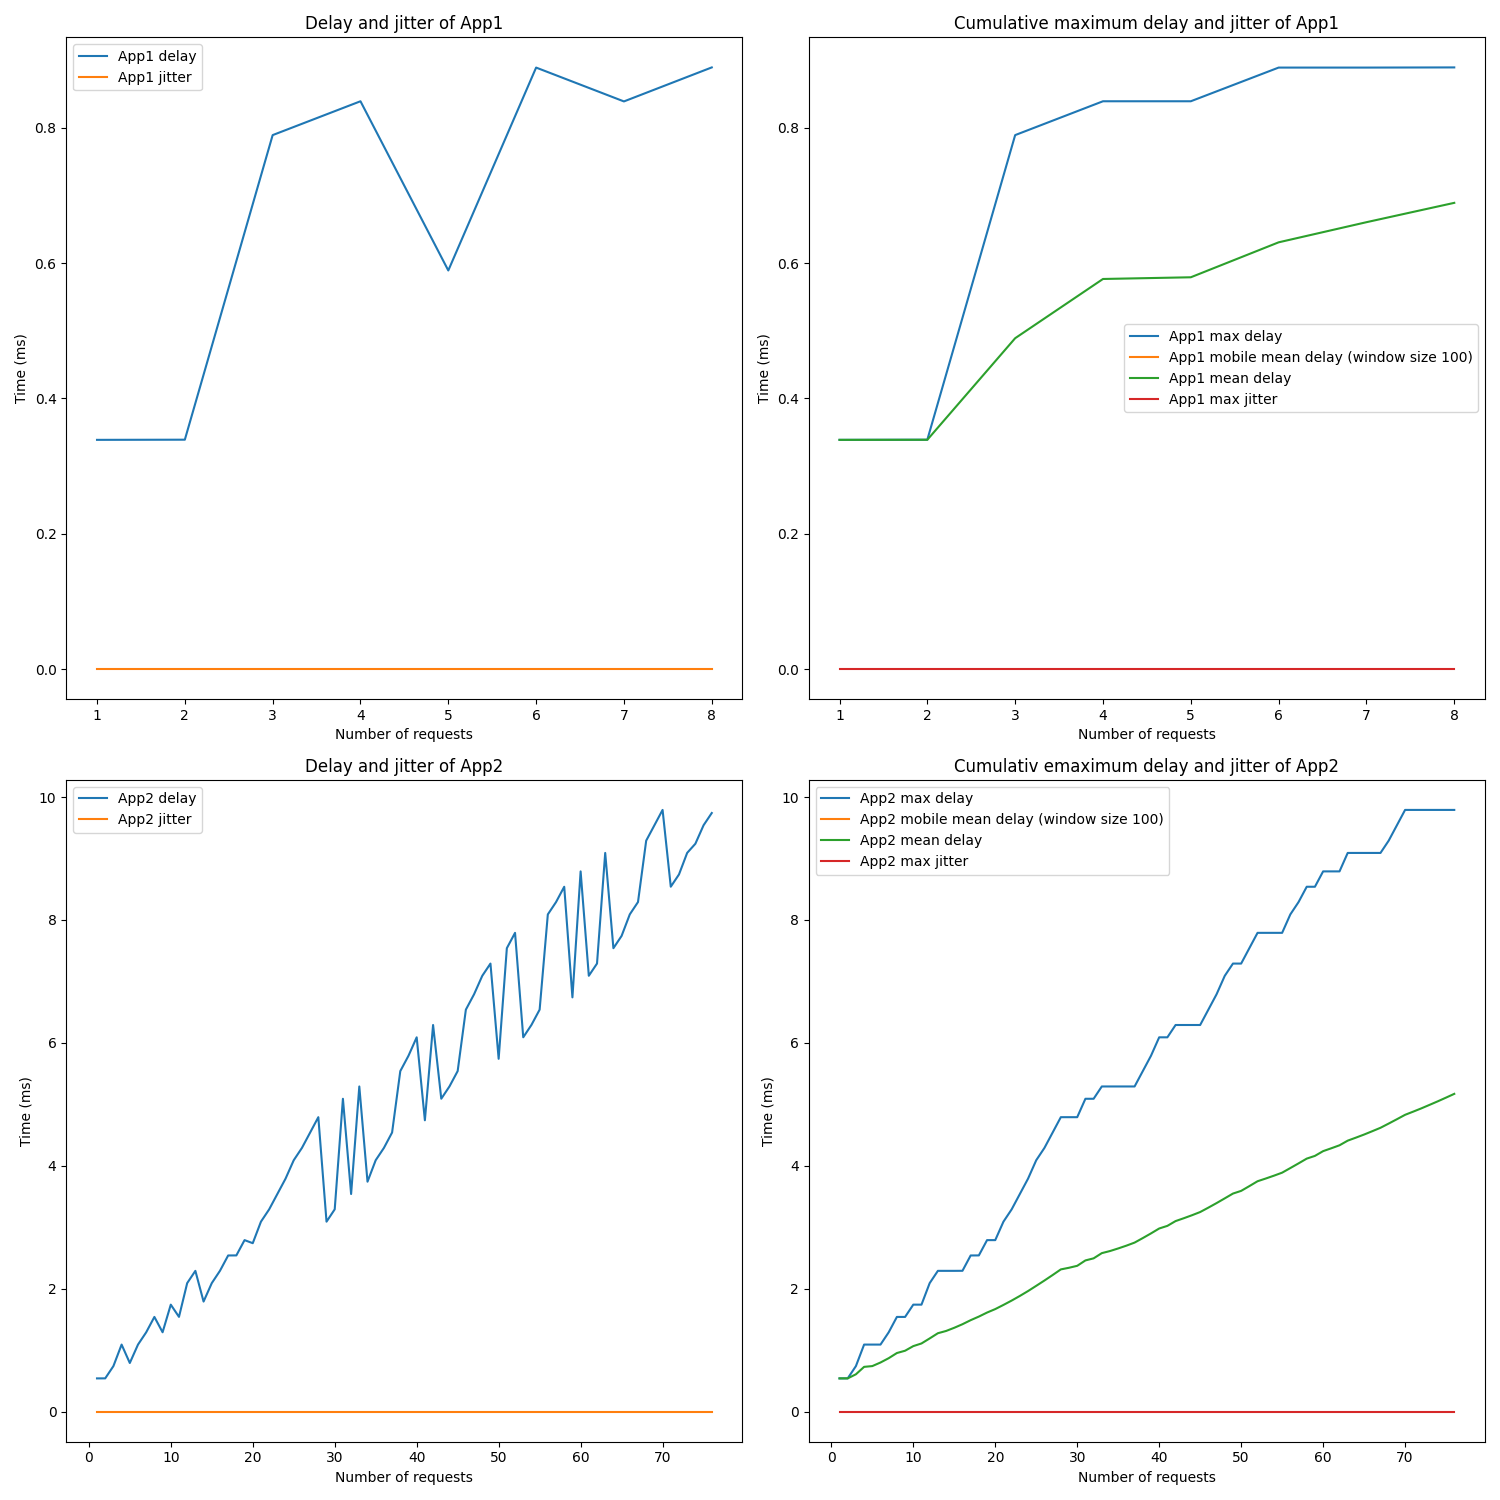 Delay and jitter of App1
App1 delay
App1 jitter
0.8
0.6
0.4
0.2
0.0
Time (ms)
1 2 3 4 5 6 7 8
Number of requests
Cumulative maximum delay and jitter of App1
0.8
0.6
0.4
0.2
0.0
Time (ms)
App1 max delay
App1 mobile mean delay (window size 100)
App1 mean delay
App1 max jitter
1 2 3 4 5 6 7 8
Number of requests
Delay and jitter of App2
App2 delay
App2 jitter
10
8
6
4
2
0
Time (ms)
0 10 20 30 40 50 60 70
Number of requests
Cumulativ emaximum delay and jitter of App2
App2 max delay
App2 mobile mean delay (window size 100)
App2 mean delay
App2 max jitter
10
8
6
4
2
0
Time (ms)
0 10 20 30 40 50 60 70
Number of requests